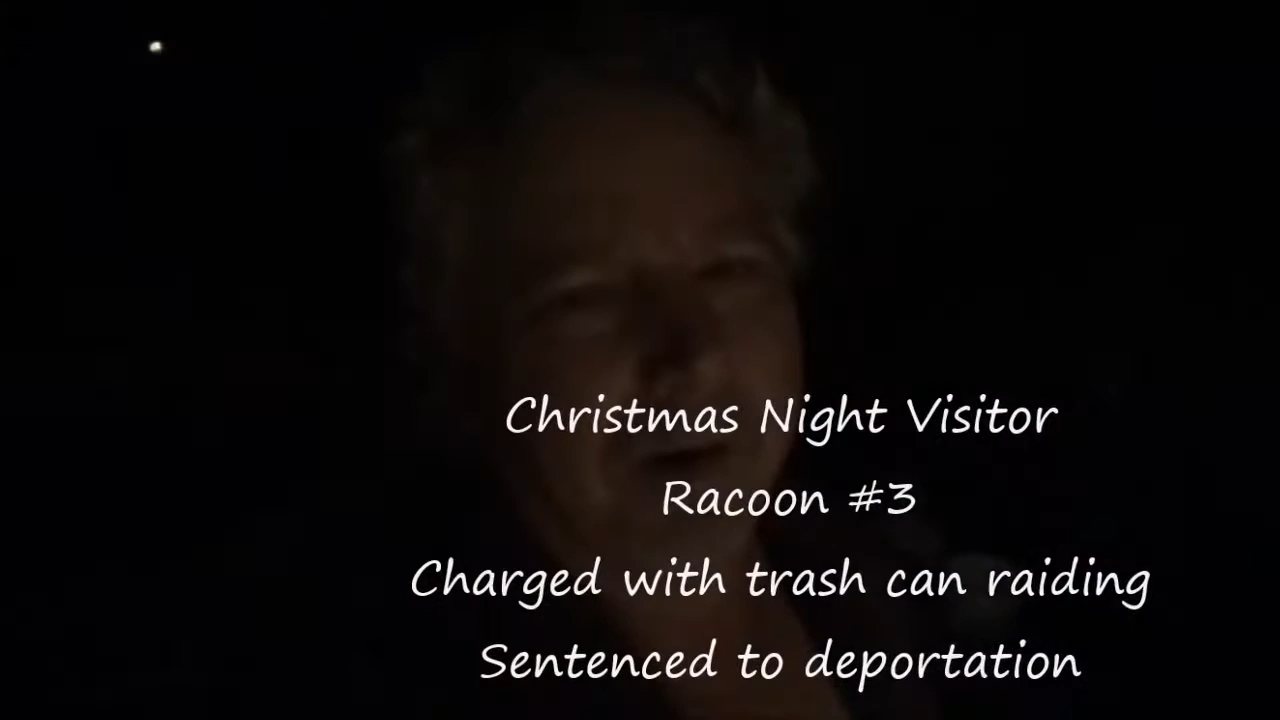 Christmas Night Visitor
Racoon #3
Charged with trash can raiding
Sentenced to deportation